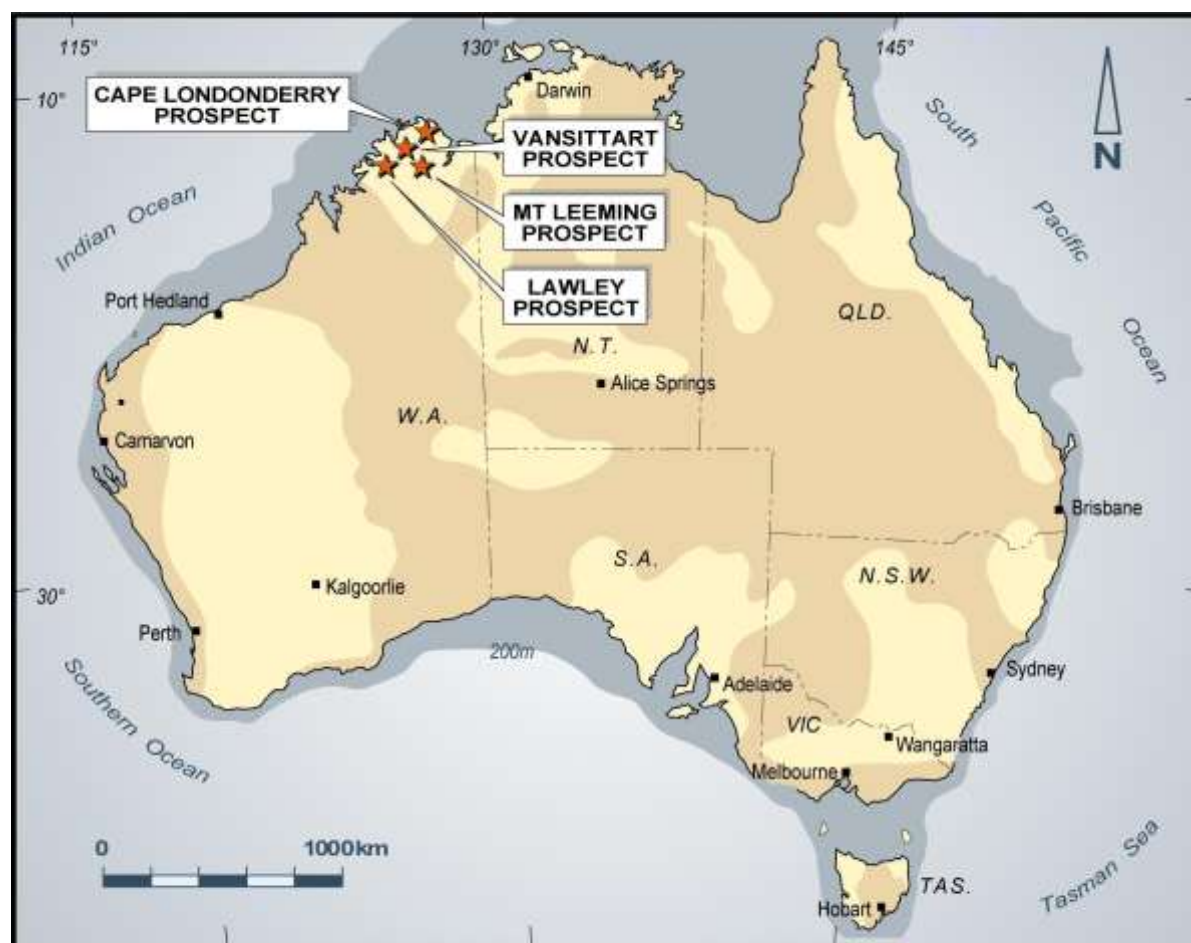 115°
130°
145°
10°
CAPE LONDONDERRY
PROSPECT
Darwin
VANSITTART
PROSPECT
MT LEEMING
PROSPECT
LAWLEY
PROSPECT
South
Pacific
Ocean
N
Indian Ocean
Port Hedland
QLD.
N.T.
Alice Springs
W.A.
Carnarvon
Brisbane
S.A.
N.S.W.
30°
Kalgoorlie
Perth
200m
Sydney
Adelaide
Southern Ocean
VIC
Wangaratta
Melbourne
0
1000km
TAS.
Hobart
Tasman Sea